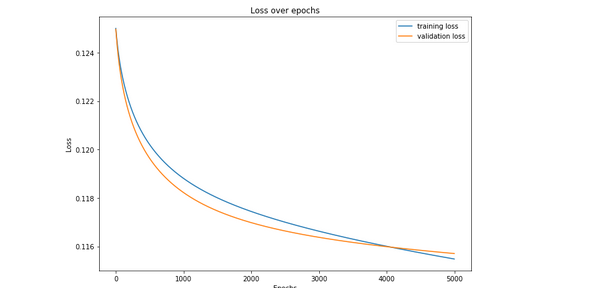 Loss over epochs
training loss
validation loss
0.124
0.122
0.120
0.118
0.116
Loss
0
1000
2000
3000
4000
5000
Epochs